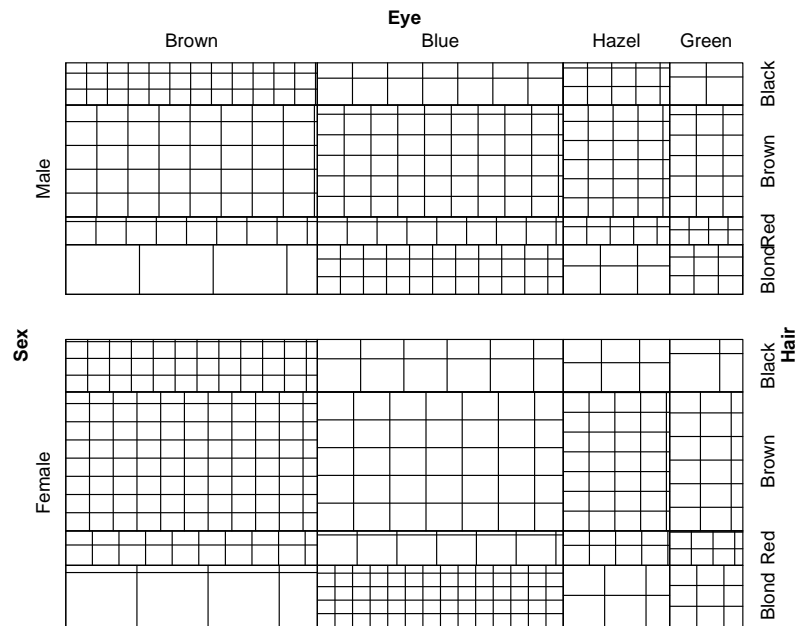 Eye
Brown Blue Hazel Green
Male
Black
Brown
Red
Blond
Sex
Hair
Female
Black
Brown
Red
Blond